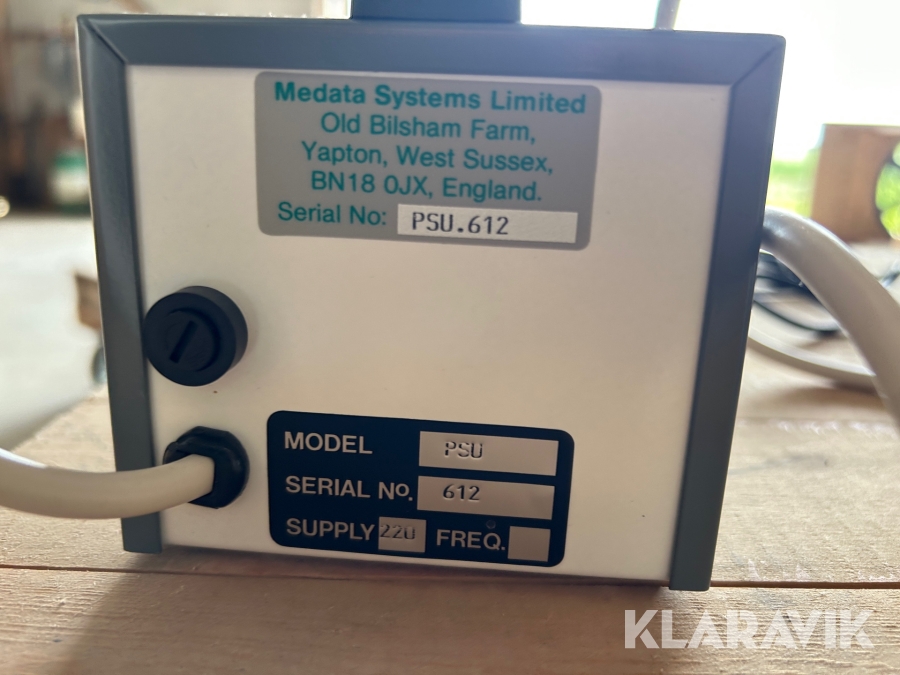 Medata Systems Limited
Old Bilsham Farm,
Yapton, West Sussex,
BN18 0JX, England.
Serial No: PSU.612
MODEL PSU
SERIAL No. 612
SUPPLY 220 FREQ.
KLARAVIK